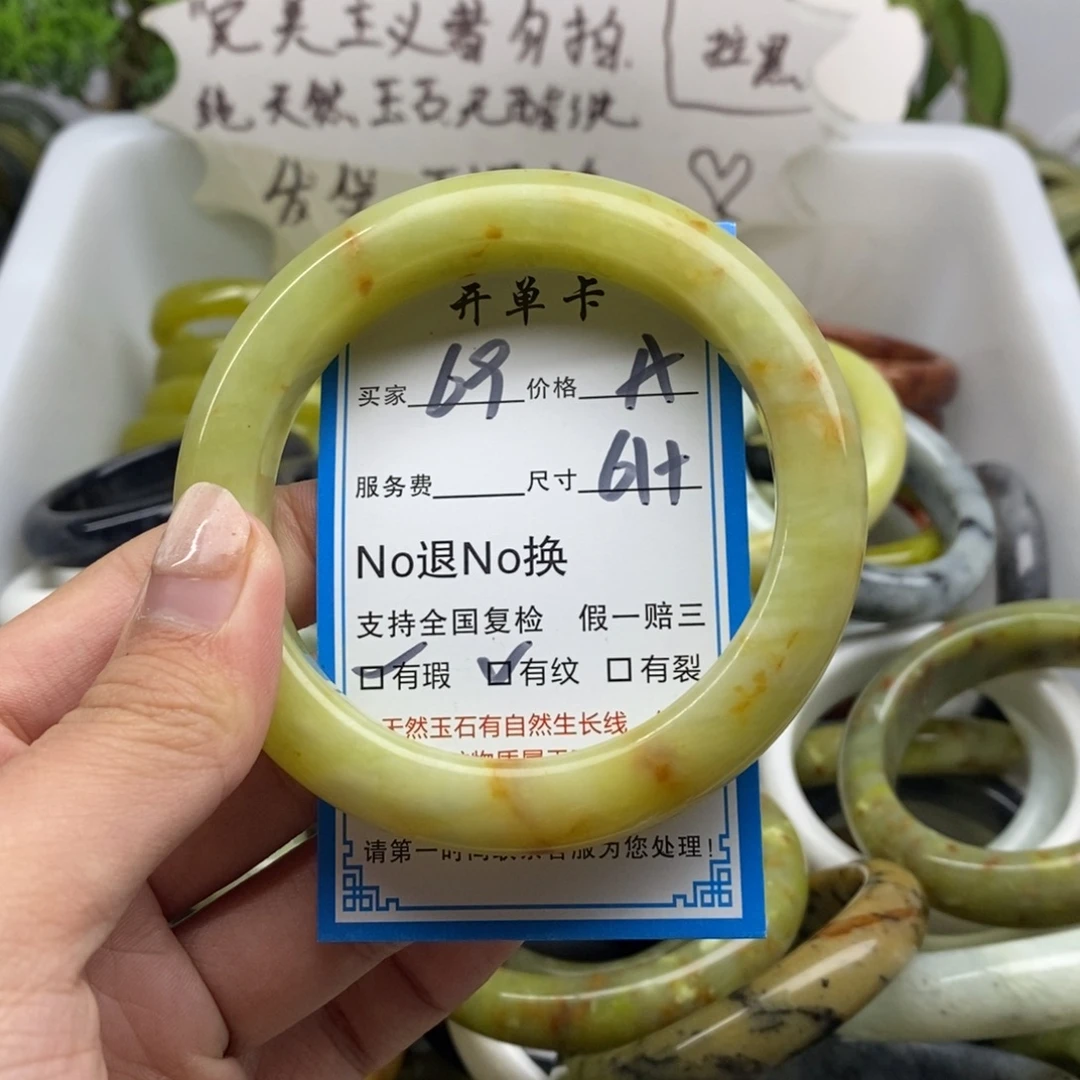 "完美主义者勿拍
拉黑
纯天然玉石无酸洗
开单卡
买家 69 价格 A
服务费 尺寸 61+
No退No换
支持全国复检 假一赔三
☐有瑕 ☐有纹 ☐有裂
天然玉石有自然生长线
请第一时间联系客服为您处理!